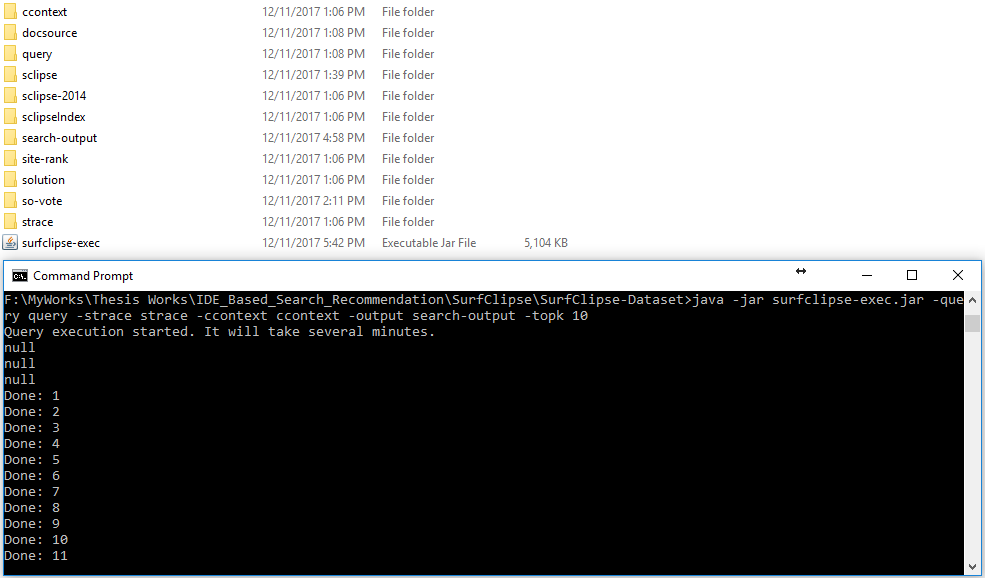 ccontext 12/11/2017 1:06 PM File folder
docsource 12/11/2017 1:08 PM File folder
query 12/11/2017 1:08 PM File folder
sclipse 12/11/2017 1:39 PM File folder
sclipse-2014 12/11/2017 1:06 PM File folder
sclipseIndex 12/11/2017 1:06 PM File folder
search-output 12/11/2017 4:58 PM File folder
site-rank 12/11/2017 1:06 PM File folder
solution 12/11/2017 1:06 PM File folder
so-vote 12/11/2017 2:11 PM File folder
strace 12/11/2017 1:06 PM File folder
surfclipse-exec 12/11/2017 5:42 PM Executable Jar File 5,104 KB
C:\. Command Prompt
F:\MyWorks\Thesis Works\IDE_Based_Search_Recommendation\SurfClipse\SurfClipse-Dataset>java -jar surfclipse-exec.jar -que
ry query -strace strace -ccontext ccontext -output search-output -topk 10
Query execution started. It will take several minutes.
null
null
null
Done: 1
Done: 2
Done: 3
Done: 4
Done: 5
Done: 6
Done: 7
Done: 8
Done: 9
Done: 10
Done: 11